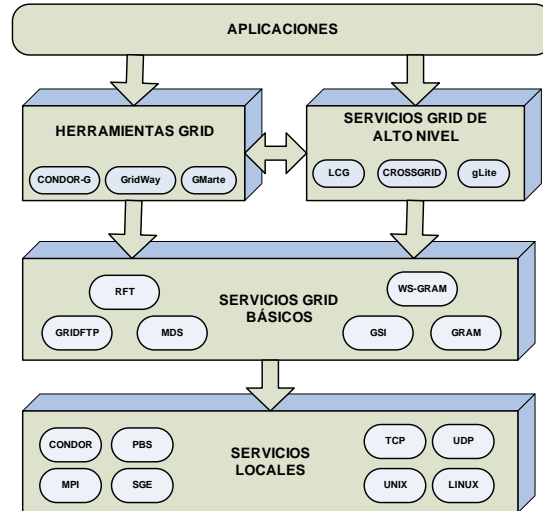 APLICACIONES
HERRAMIENTAS GRID
CONDOR-G
GridWay
GMarte
SERVICIOS GRID DE
ALTO NIVEL
LCG
CROSSGRID
gLite
RFT
GRIDFTP
MDS
SERVICIOS GRID
BÁSICOS
WS-GRAM
GSI
GRAM
CONDOR
PBS
MPI
SGE
SERVICIOS
LOCALES
TCP
UDP
UNIX
LINUX